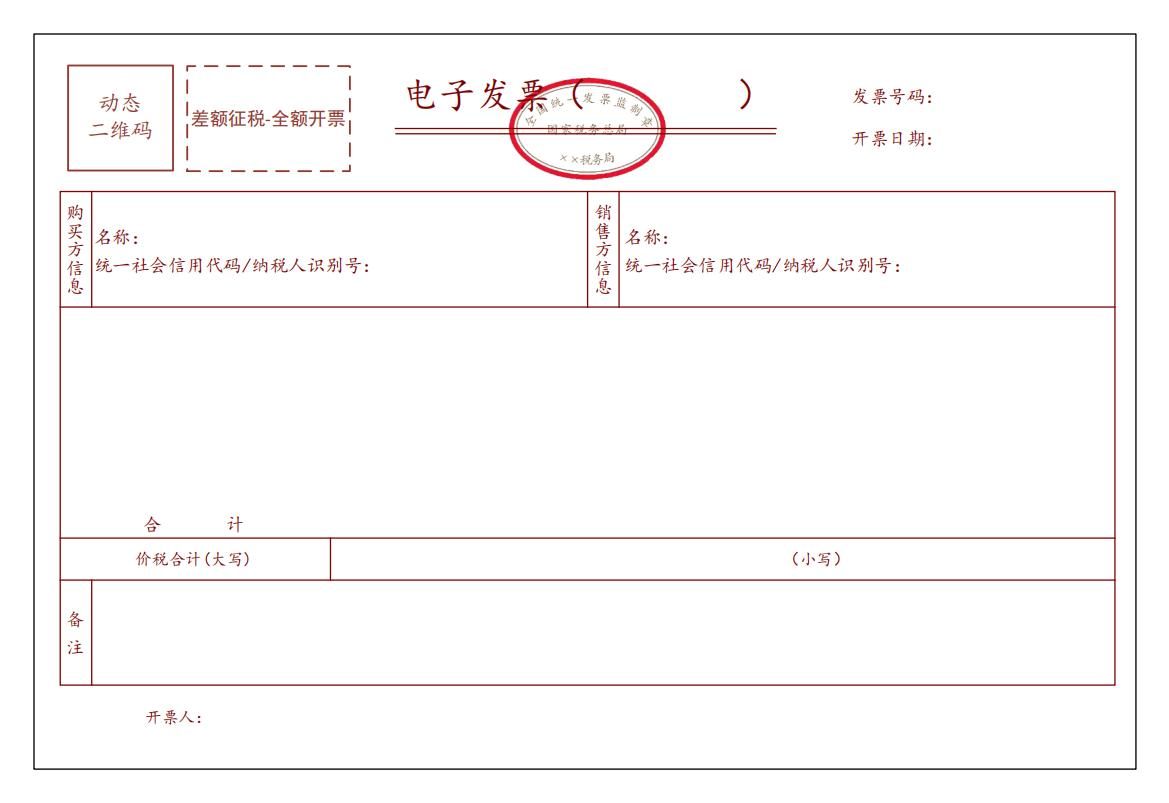 动态
二维码
差额征税-全额开票
电子发票（ ）
全国统一发票监制章
国家税务总局
××税务局
发票号码：
开票日期：
购买方信息
名称：
统一社会信用代码/纳税人识别号：
销售方信息
名称：
统一社会信用代码/纳税人识别号：
合 计
价税合计(大写)
（小写）
备注
开票人：